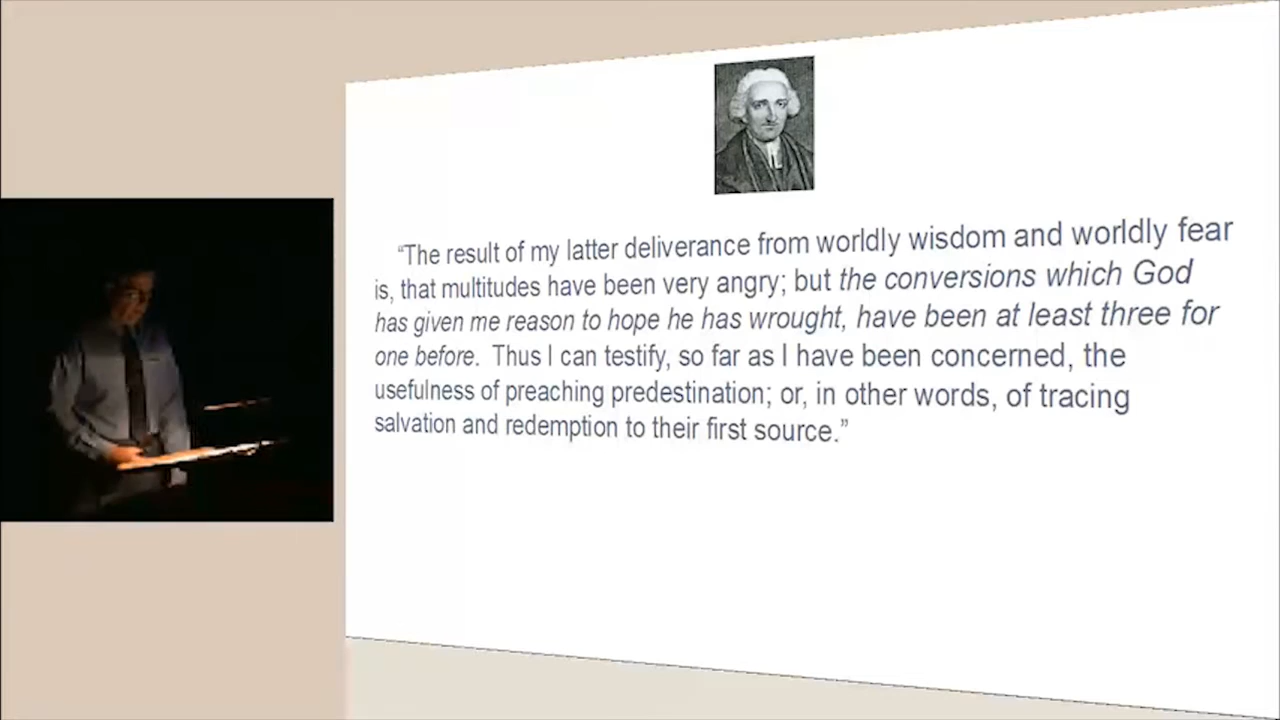 “The result of my latter deliverance from worldly wisdom and worldly fear
is, that multitudes have been very angry; but the conversions which God
has given me reason to hope he has wrought, have been at least three for
one before. Thus I can testify, so far as I have been concerned, the
usefulness of preaching predestination; or, in other words, of tracing
salvation and redemption to their first source.”